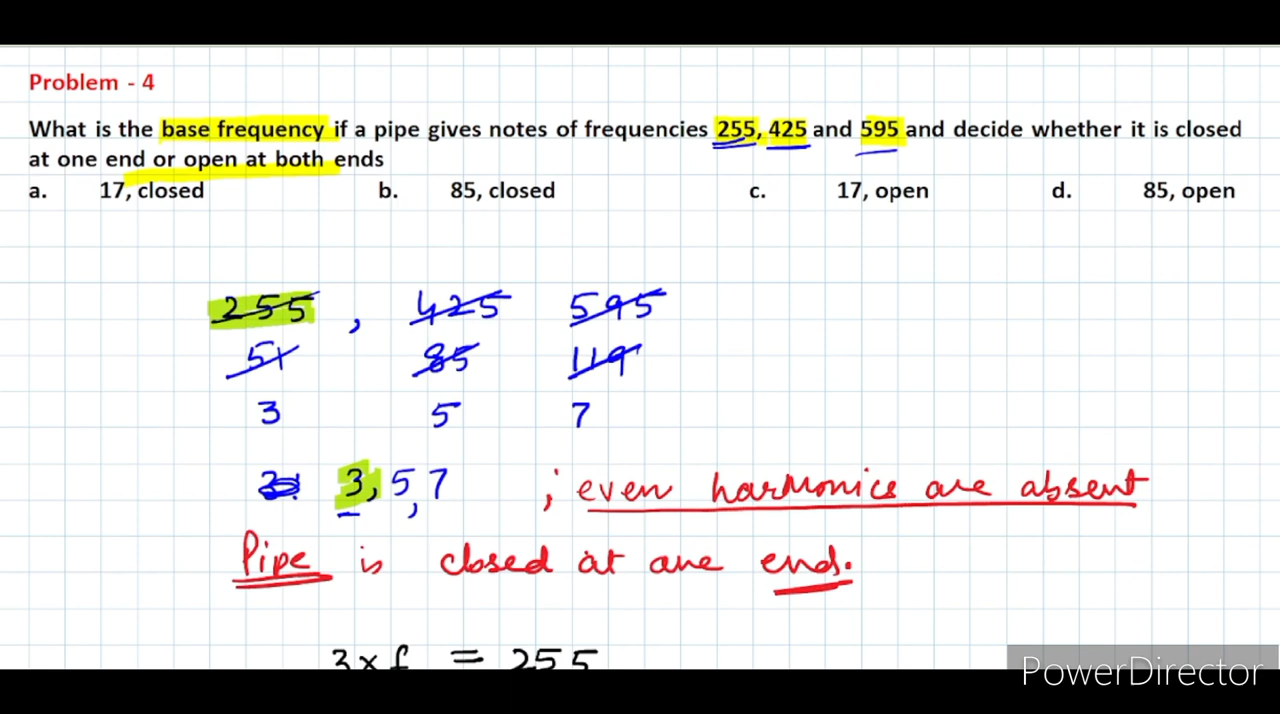 Problem - 4
What is the base frequency if a pipe gives notes of frequencies 255, 425 and 595 and decide whether it is closed
at one end or open at both ends
a. 17, closed b. 85, closed c. 17, open d. 85, open
255 , 425 595
51 85 119
3 5 7
3, 5, 7 ; even harmonics are absent
Pipe is closed at one ends.
3 x f = 255
PowerDirector